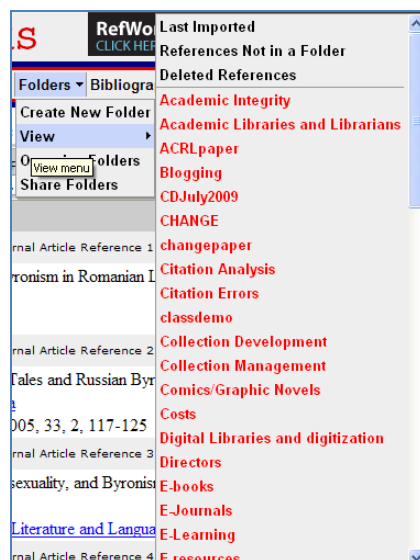 .s
RefWo
CLICK HER
Folders Bibliogra
Create New Folder
View
View menu
Folders
Share Folders
Last Imported
References Not in a Folder
Deleted References
Academic Integrity
Academic Libraries and Librarians
ACRLpaper
Blogging
CDJuly2009
CHANGE
changepaper
Citation Analysis
Citation Errors
classdemo
Collection Development
Collection Management
Comics/Graphic Novels
Costs
Digital Libraries and digitization
Directors
E-books
E-Journals
E-Learning
E-resources
rnal Article Reference 1
yronism in Romanian L
rnal Article Reference 2
Tales and Russian Byr
005, 33, 2, 117-125
rnal Article Reference 3
sexuality, and Byronis
Literature and Langua
rnal Article Reference 4